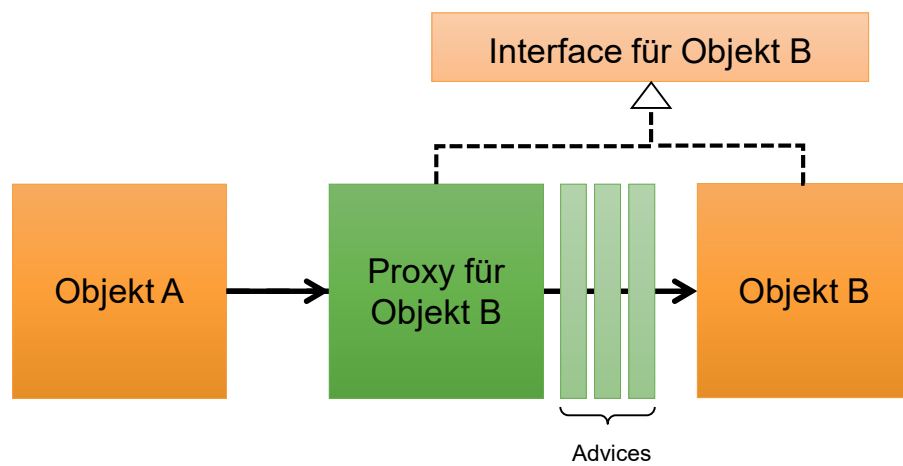 Interface für Objekt B
Objekt A
Proxy für
Objekt B
Objekt B
Advices